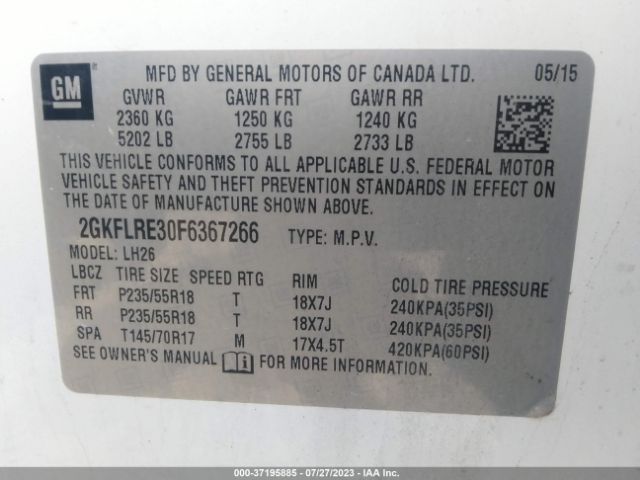 GM
MFD BY GENERAL MOTORS OF CANADA LTD. 05/15
GVWR GAWR FRT GAWR RR
2360 KG 1250 KG 1240 KG
5202 LB 2755 LB 2733 LB
THIS VEHICLE CONFORMS TO ALL APPLICABLE U.S. FEDERAL MOTOR
VEHICLE SAFETY AND THEFT PREVENTION STANDARDS IN EFFECT ON
THE DATE OF MANUFACTURE SHOWN ABOVE.
2GKFLRE30F6367266 TYPE: M.P.V.
MODEL: LH26
LBCZ TIRE SIZE SPEED RTG RIM COLD TIRE PRESSURE
FRT P235/55R18 T 18X7J 240KPA(35PSI)
RR P235/55R18 T 18X7J 240KPA(35PSI)
SPA T145/70R17 M 17X4.5T 420KPA(60PSI)
SEE OWNER'S MANUAL FOR MORE INFORMATION.
000-37195885 - 07/27/2023 - IAAI.COM